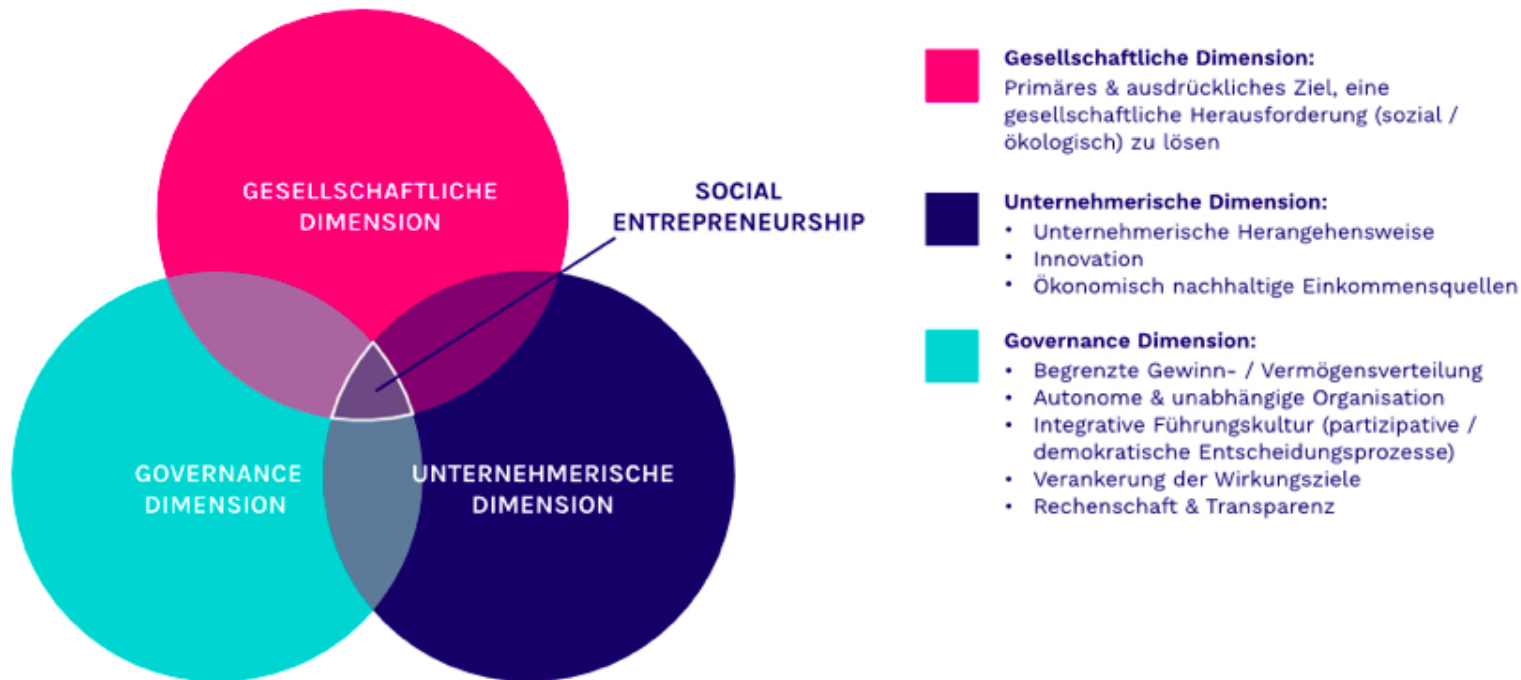 GESELLSCHAFTLICHE
DIMENSION
SOCIAL
ENTREPRENEURSHIP
GOVERNANCE
DIMENSION
UNTERNEHMERISCHE
DIMENSION
Gesellschaftliche Dimension:
Primäres & ausdrückliches Ziel, eine
gesellschaftliche Herausforderung (sozial /
ökologisch) zu lösen
Unternehmerische Dimension:
• Unternehmerische Herangehensweise
• Innovation
• Ökonomisch nachhaltige Einkommensquellen
Governance Dimension:
• Begrenzte Gewinn- / Vermögensverteilung
• Autonome & unabhängige Organisation
• Integrative Führungskultur (partizipative /
demokratische Entscheidungsprozesse)
• Verankerung der Wirkungsziele
• Rechenschaft & Transparenz